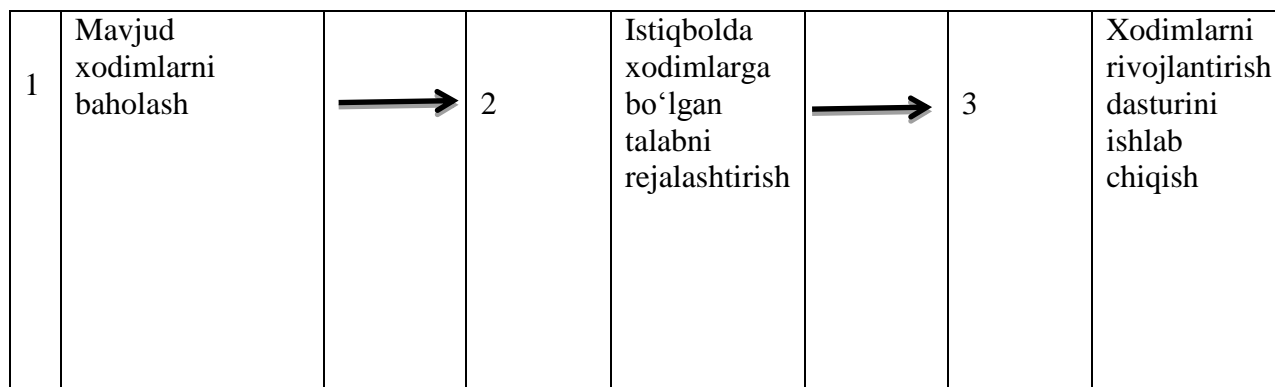 1
Mavjud
xodimlarni
baholash
2
Istiqbolda
xodimlarga
bo‘lgan
talabni
rejalashtirish
3
Xodimlarni
rivojlantirish
dasturini
ishlab
chiqish